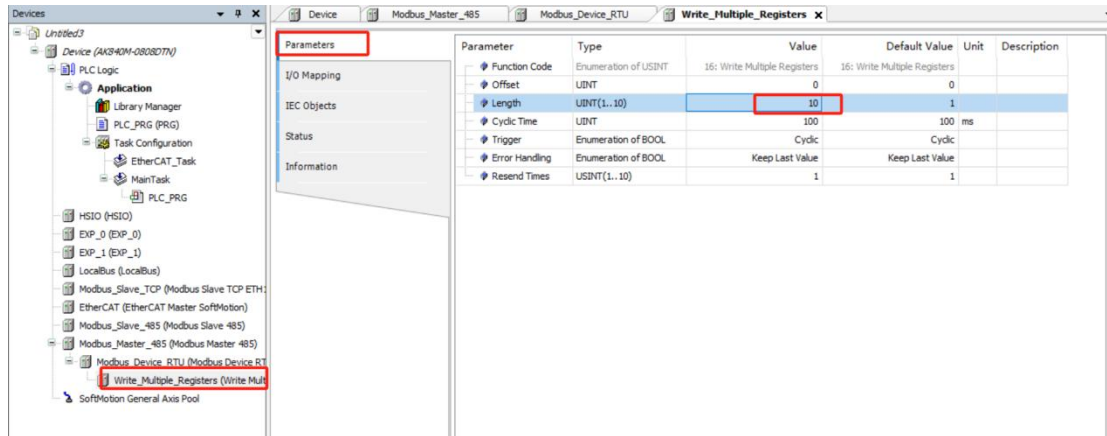 Devices
Device
Modbus_Master_485
Modbus_Device_RTU
Write_Multiple_Registers X
Untitled3
Device (AK840M-0808DTN)
PLC Logic
Application
Library Manager
PLC_PRG (PRG)
Task Configuration
EtherCAT_Task
MainTask
PLC_PRG
HSIO (HSIO)
EXP_0 (EXP_0)
EXP_1 (EXP_1)
LocalBus (LocalBus)
Modbus_Slave_TCP (Modbus Slave TCP ETH
EtherCAT (EtherCAT Master SoftMotion)
Modbus_Slave_485 (Modbus Slave 485)
Modbus_Master_485 (Modbus Master 485)
Modbus_Device_RTU (Modbus Device RT
Write_Multiple_Registers (Write Mult
SoftMotion General Axis Pool
Parameters
I/O Mapping
IEC Objects
Status
Information
Parameter Type Value Default Value Unit Description
Function Code Enumeration of USINT 16: Write Multiple Registers 16: Write Multiple Registers
Offset UINT 0 0
Length UINT(1..10) 10 1
Cyclic Time UINT 100 100 ms
Trigger Enumeration of BOOL Cyclic Cyclic
Error Handling Enumeration of BOOL Keep Last Value Keep Last Value
Resend Times USINT(1..10) 1 1